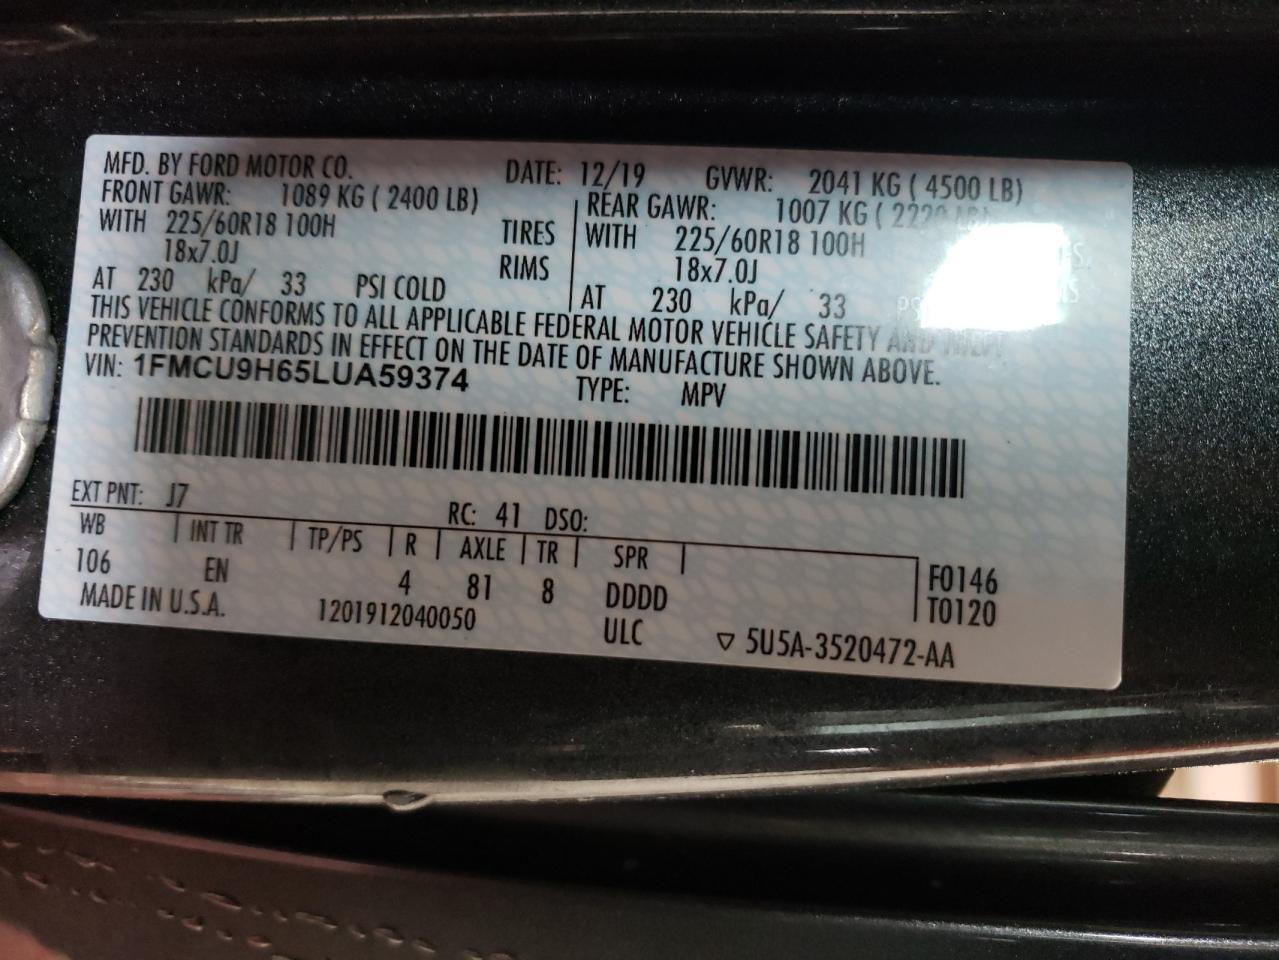 MFD. BY FORD MOTOR CO. DATE: 12/19 GVWR: 2041 KG ( 4500 LB)
FRONT GAWR: 1089 KG ( 2400 LB) REAR GAWR: 1007 KG ( 2220 LB)
WITH 225/60R18 100H TIRES WITH 225/60R18 100H
18x7.0J RIMS 18x7.0J
AT 230 kPa/ 33 PSI COLD AT 230 kPa/ 33
THIS VEHICLE CONFORMS TO ALL APPLICABLE FEDERAL MOTOR VEHICLE SAFETY AND THEFT
PREVENTION STANDARDS IN EFFECT ON THE DATE OF MANUFACTURE SHOWN ABOVE.
VIN: 1FMCU9H65LUA59374 TYPE: MPV
EXT PNT: J7 RC: 41 DSO:
WB INT TR TP/PS R AXLE TR SPR
106 EN 4 81 8 DDDD F0146
MADE IN U.S.A. 1201912040050 ULC T0120
▽ 5U5A-3520472-AA